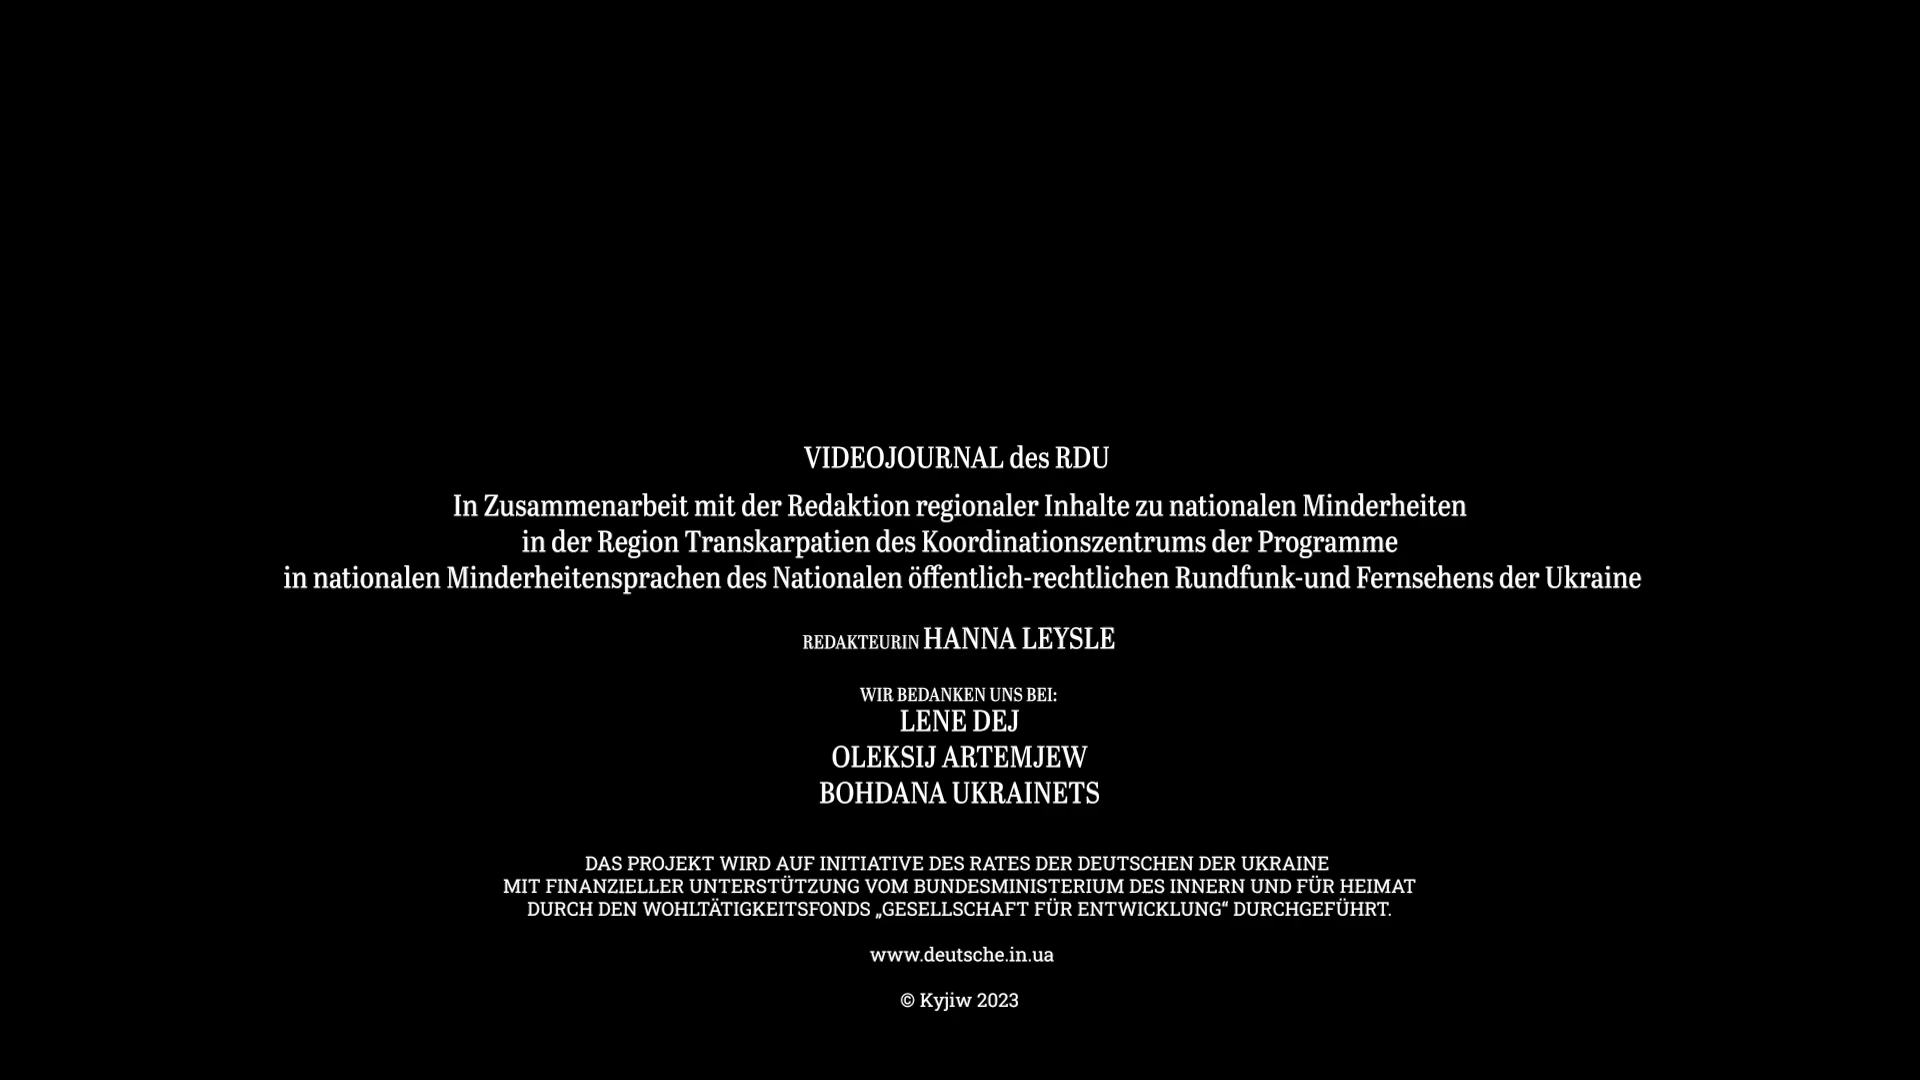 VIDEOJOURNAL des RDU
In Zusammenarbeit mit der Redaktion regionaler Inhalte zu nationalen Minderheiten
in der Region Transkarpatien des Koordinationszentrums der Programme
in nationalen Minderheitensprachen des Nationalen öffentlich-rechtlichen Rundfunk-und Fernsehens der Ukraine
REDAKTEURIN HANNA LEYSLE
WIR BEDANKEN UNS BEI:
LENE DEJ
OLEKSIJ ARTEMJEW
BOHDANA UKRAINETS
DAS PROJEKT WIRD AUF INITIATIVE DES RATES DER DEUTSCHEN DER UKRAINE
MIT FINANZIELLER UNTERSTÜTZUNG VOM BUNDESMINISTERIUM DES INNERN UND FÜR HEIMAT
DURCH DEN WOHLTÄTIGKEITSFONDS „GESELLSCHAFT FÜR ENTWICKLUNG“ DURCHGEFÜHRT.
www.deutsche.in.ua
© Kyjiw 2023